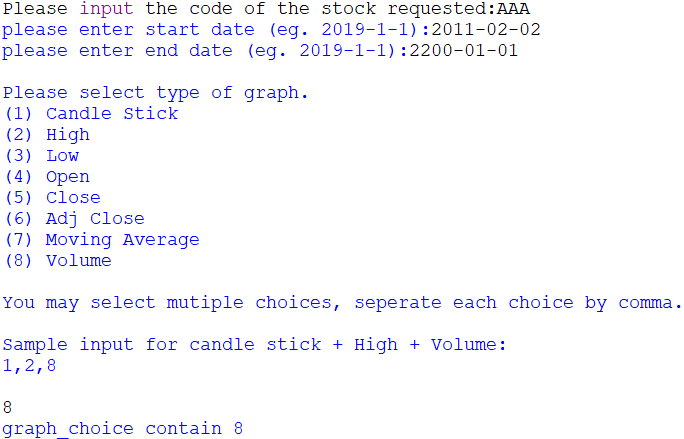 Please input the code of the stock requested:AAA
please enter start date (eg. 2019-1-1):2011-02-02
please enter end date (eg. 2019-1-1):2200-01-01
Please select type of graph.
(1) Candle Stick
(2) High
(3) Low
(4) Open
(5) Close
(6) Adj Close
(7) Moving Average
(8) Volume
You may select mutiple choices, seperate each choice by comma.
Sample input for candle stick + High + Volume:
1,2,8
8
graph_choice contain 8